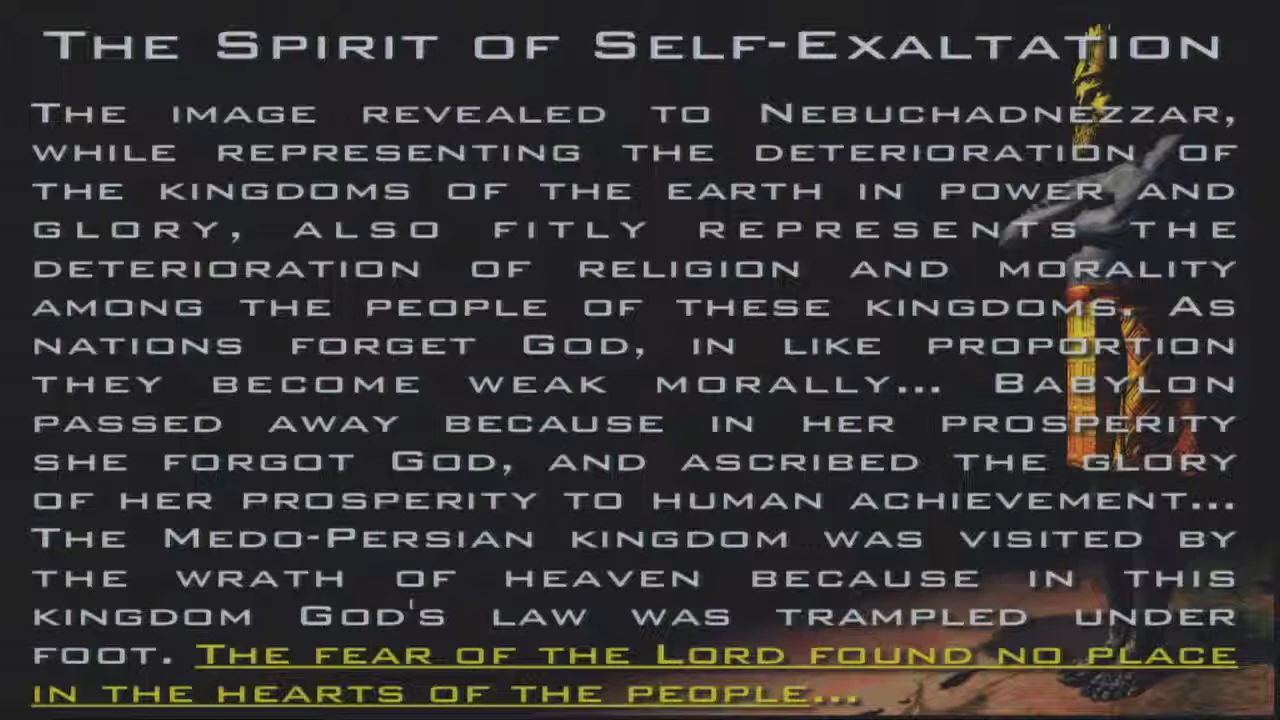 The Spirit of Self-Exaltation
The image revealed to Nebuchadnezzar,
while representing the deterioration of
the kingdoms of the earth in power and
glory, also fitly represents the
deterioration of religion and morality
among the people of these kingdoms. As
nations forget God, in like proportion
they become weak morally... Babylon
passed away because in her prosperity
she forgot God, and ascribed the glory
of her prosperity to human achievement...
The Medo-Persian kingdom was visited by
the wrath of heaven because in this
kingdom God's law was trampled under
foot. The fear of the Lord found no place
in the hearts of the people...